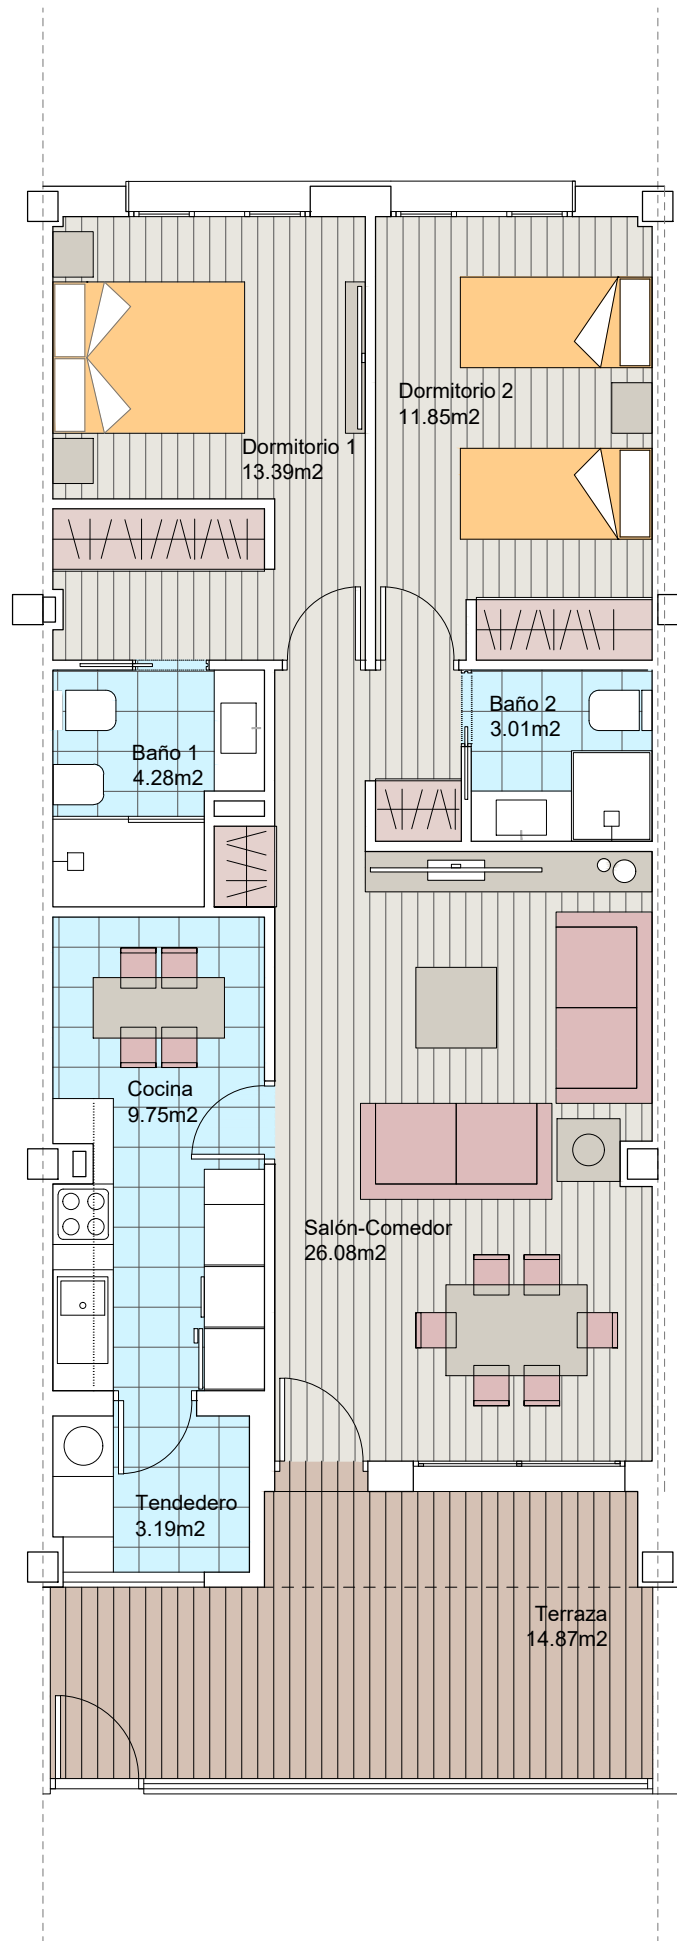 Dormitorio 2
11.85m2
Dormitorio 1
13.39m2
Baño 2
3.01m2
Baño 1
4.28m2
Cocina
9.75m2
Salón-Comedor
26.08m2
Tendedero
3.19m2
Terraza
14.87m2